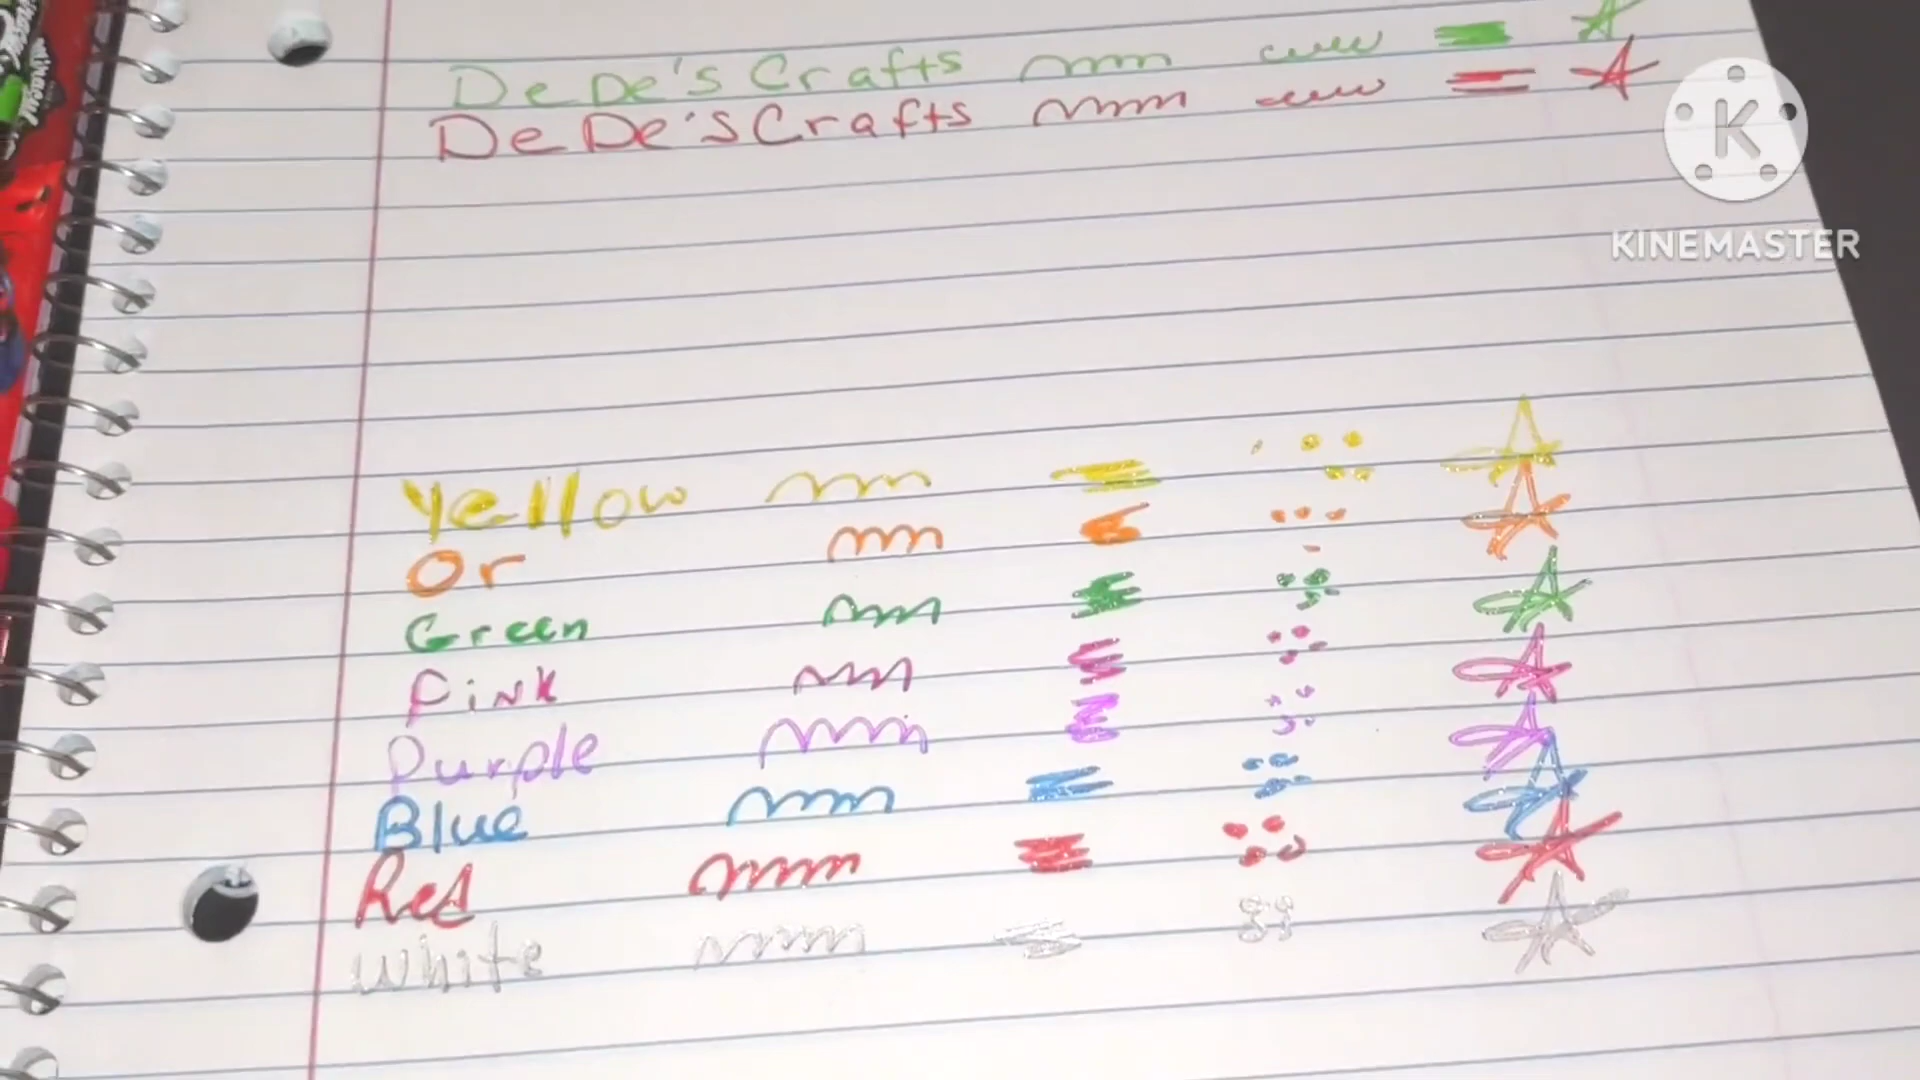 DeDe's Crafts
DeDe's Crafts
KINEMASTER
Yellow
Or
Green
Pink
Purple
Blue
Red
White